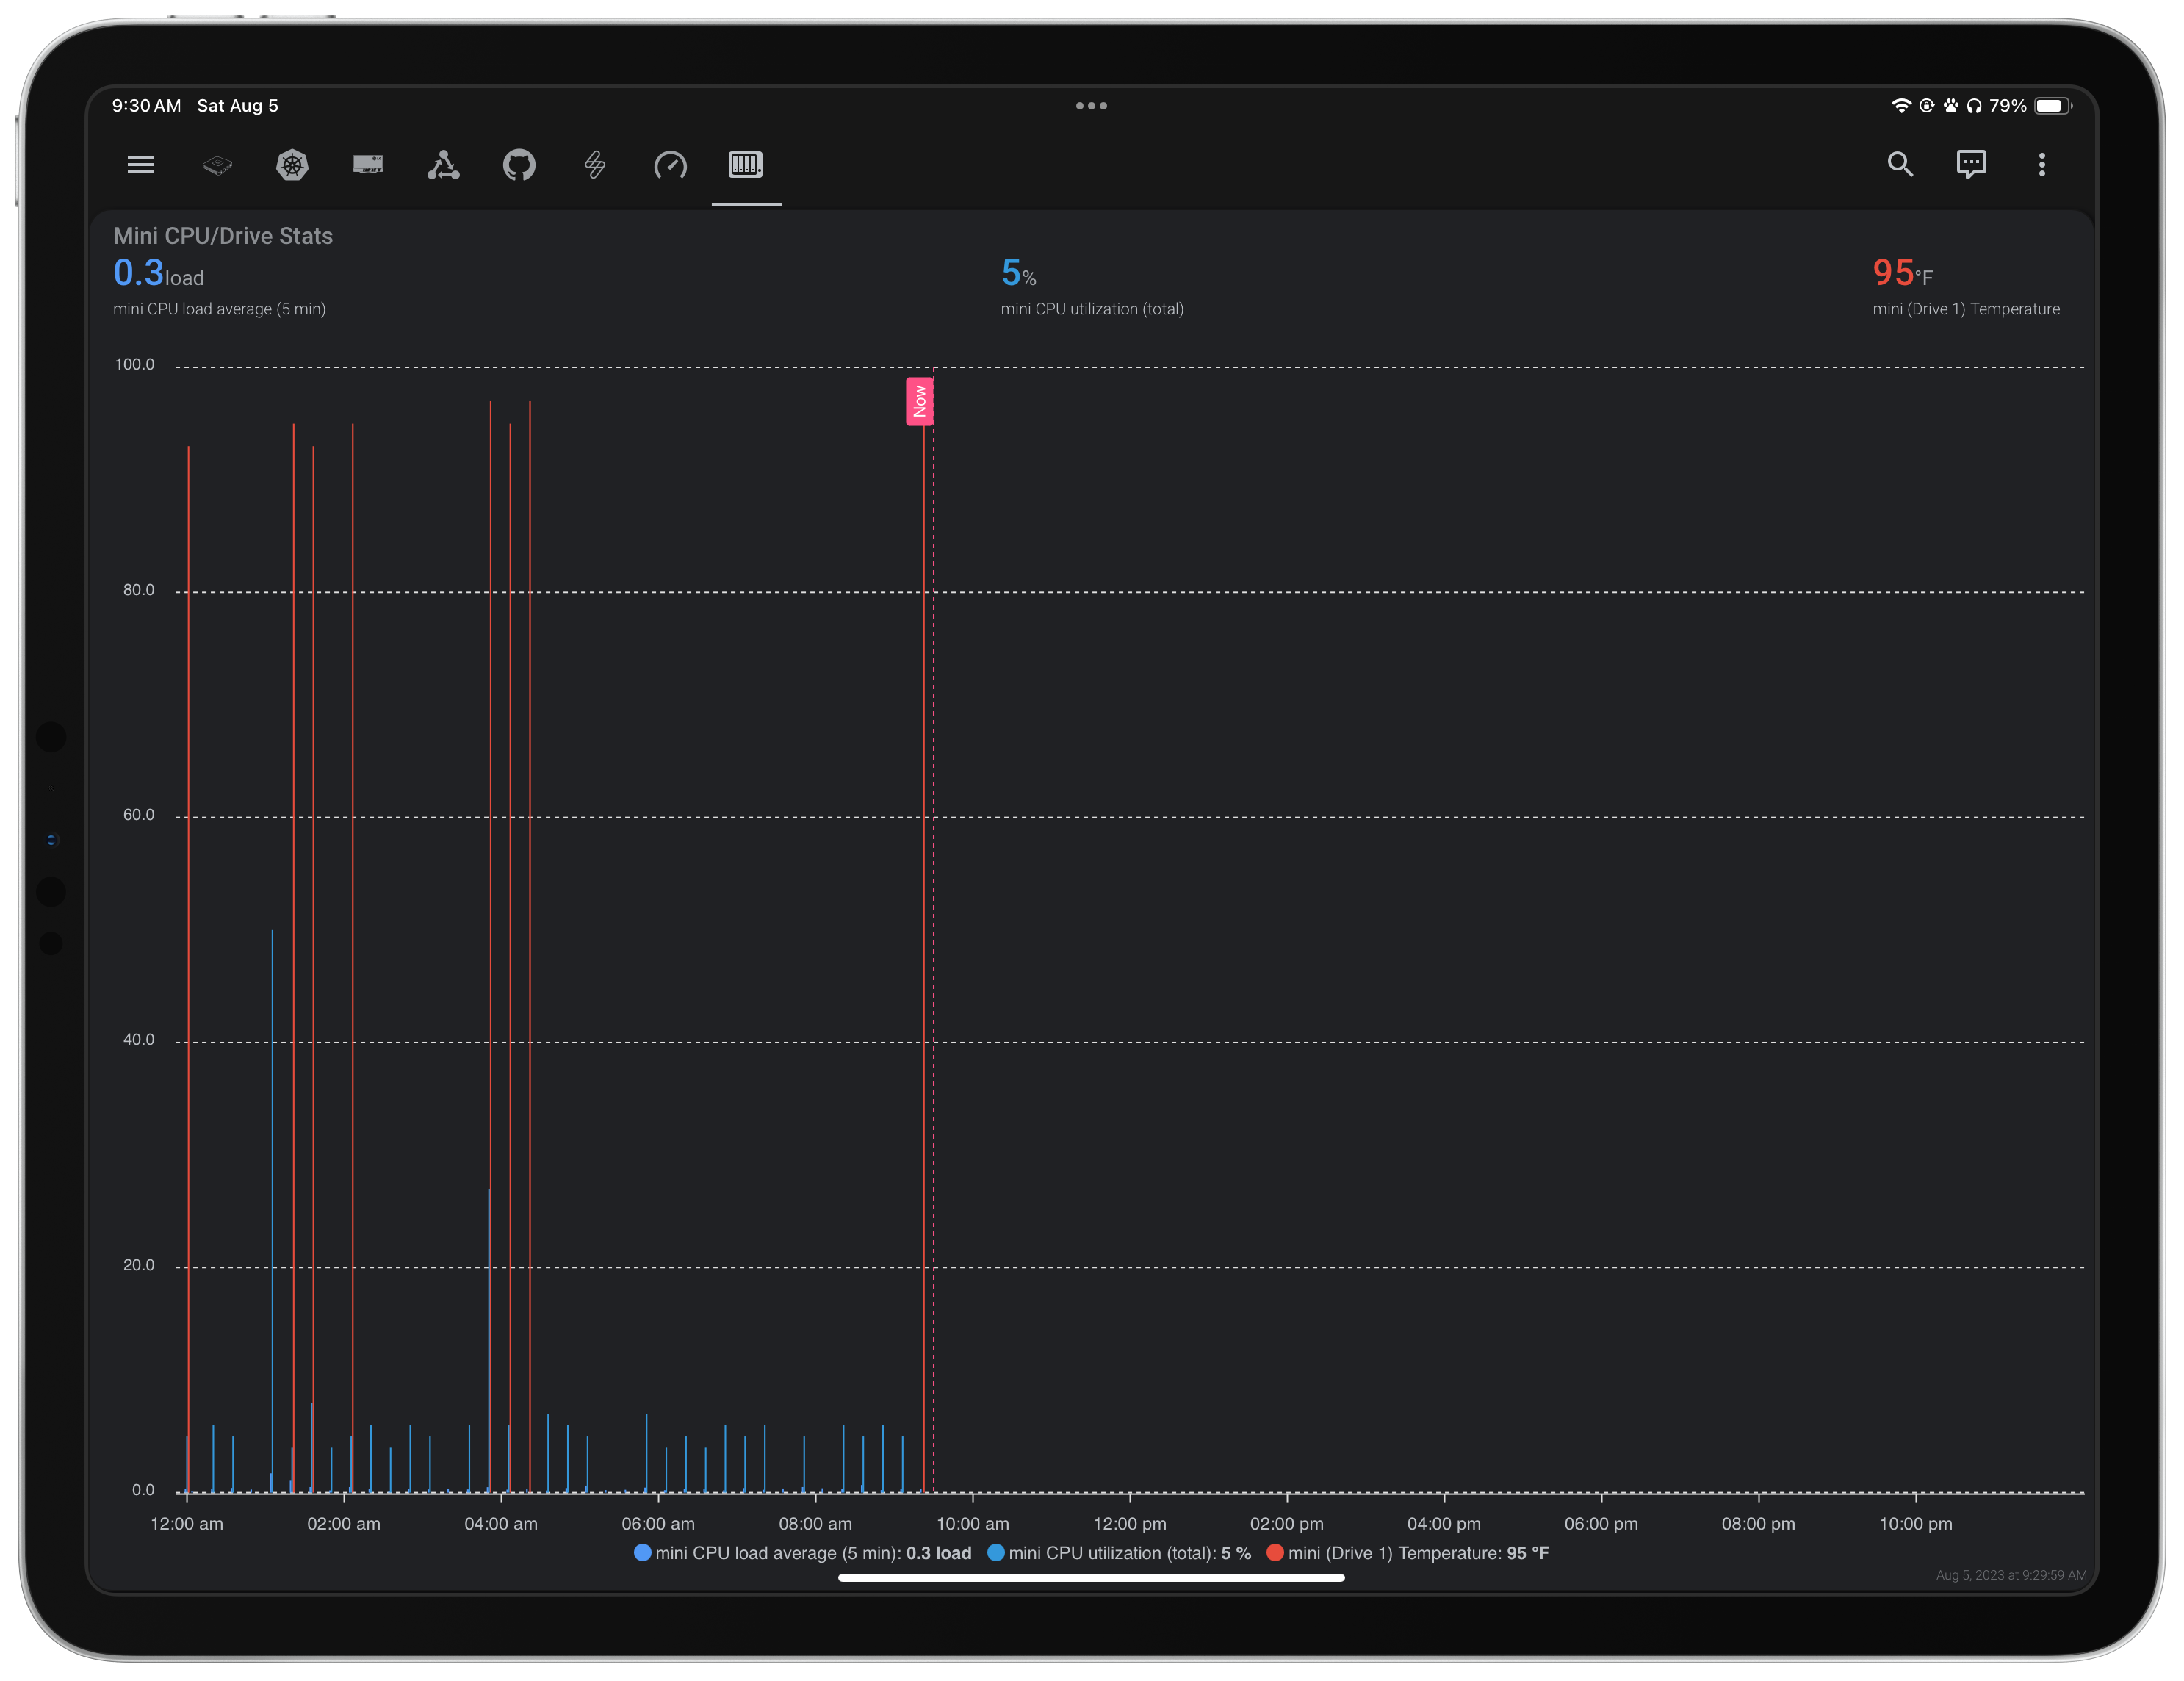 9:30 AM Sat Aug 5
79%
Mini CPU/Drive Stats
0.3load
mini CPU load average (5 min)
5%
mini CPU utilization (total)
95°F
mini (Drive 1) Temperature
100.0
Now
80.0
60.0
40.0
20.0
0.0
12:00 am 02:00 am 04:00 am 06:00 am 08:00 am 10:00 am 12:00 pm 02:00 pm 04:00 pm 06:00 pm 08:00 pm 10:00 pm
mini CPU load average (5 min): 0.3 load mini CPU utilization (total): 5 % mini (Drive 1) Temperature: 95 °F
Aug 5, 2023 at 9:29:59 AM